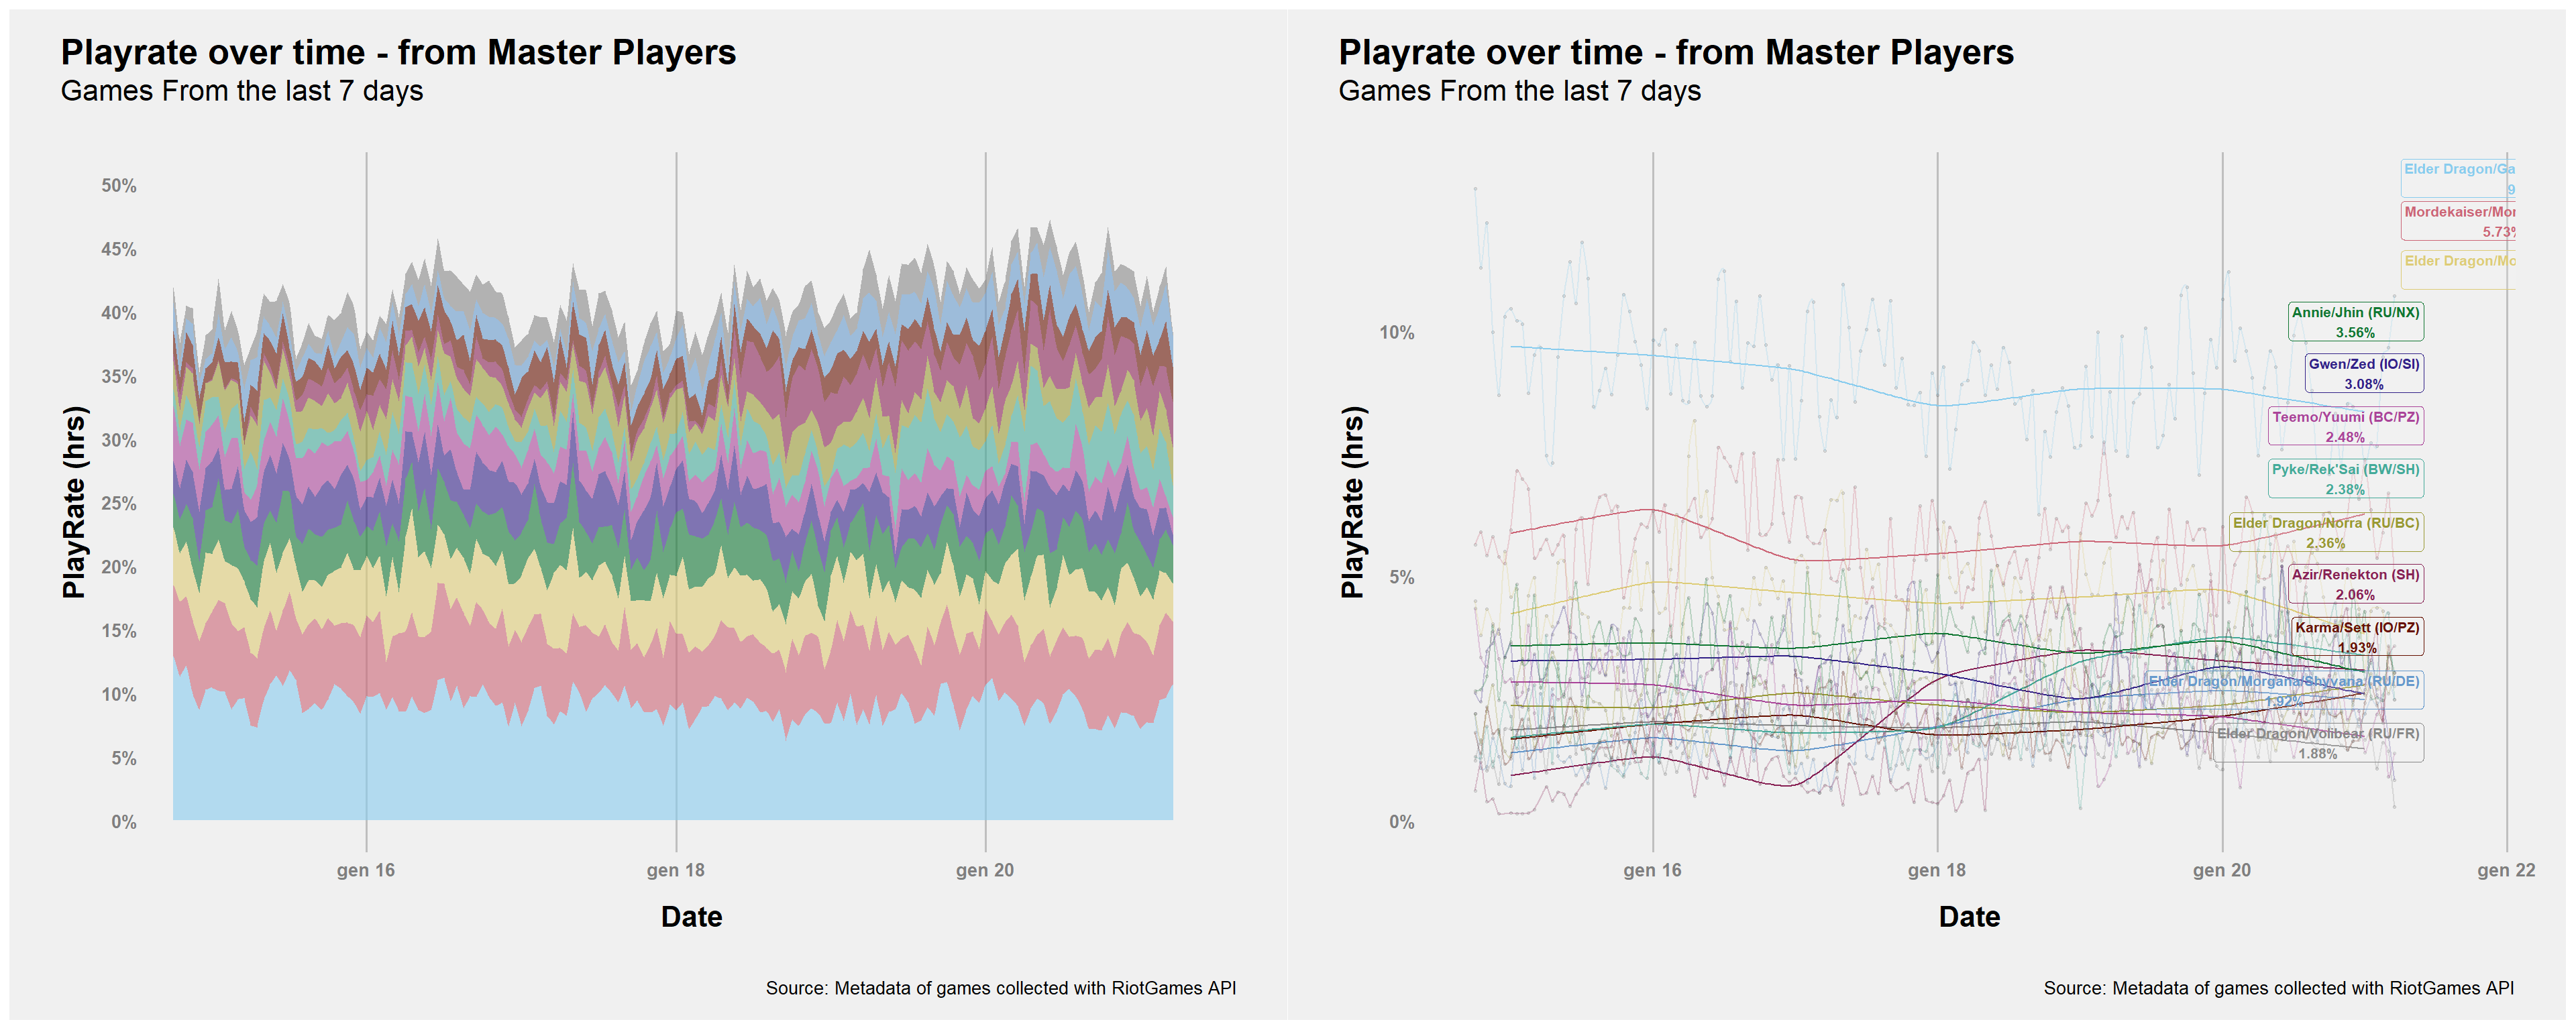 Playrate over time - from Master Players
Games From the last 7 days
PlayRate (hrs)
50%
45%
40%
35%
30%
25%
20%
15%
10%
5%
0%
gen 16
gen 18
gen 20
Date
Source: Metadata of games collected with RiotGames API
Playrate over time - from Master Players
Games From the last 7 days
PlayRate (hrs)
10%
5%
0%
Elder Dragon/Ga
9
Mordekaiser/Mor
5.73%
Elder Dragon/Mo
Annie/Jhin (RU/NX)
3.56%
Gwen/Zed (IO/SI)
3.08%
Teemo/Yuumi (BC/PZ)
2.48%
Pyke/Rek'Sai (BW/SH)
2.38%
Elder Dragon/Norra (RU/BC)
2.36%
Azir/Renekton (SH)
2.06%
Karma/Sett (IO/PZ)
1.93%
Elder Dragon/Morgana/Shyvana (RU/DE)
1.92%
Elder Dragon/Volibear (RU/FR)
1.88%
gen 16
gen 18
gen 20
gen 22
Date
Source: Metadata of games collected with RiotGames API